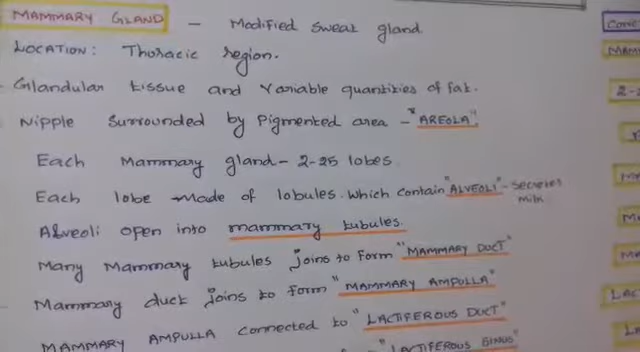 MAMMARY GLAND - Modified sweat gland
LOCATION: Thoracic region.
Glandular tissue and variable quantities of fat.
Nipple surrounded by pigmented area - "AREOLA"
Each Mammary gland - 2-25 lobes.
Each lobe made of lobules. Which contain "ALVEOLI" - secretes milk
Alveoli open into mammary tubules.
Many Mammary tubules joins to form "MAMMARY DUCT"
Mammary duct joins to form "MAMMARY AMPULLA"
MAMMARY AMPULLA connected to "LACTIFEROUS DUCT"
"LACTIFEROUS SINUS"
2-2